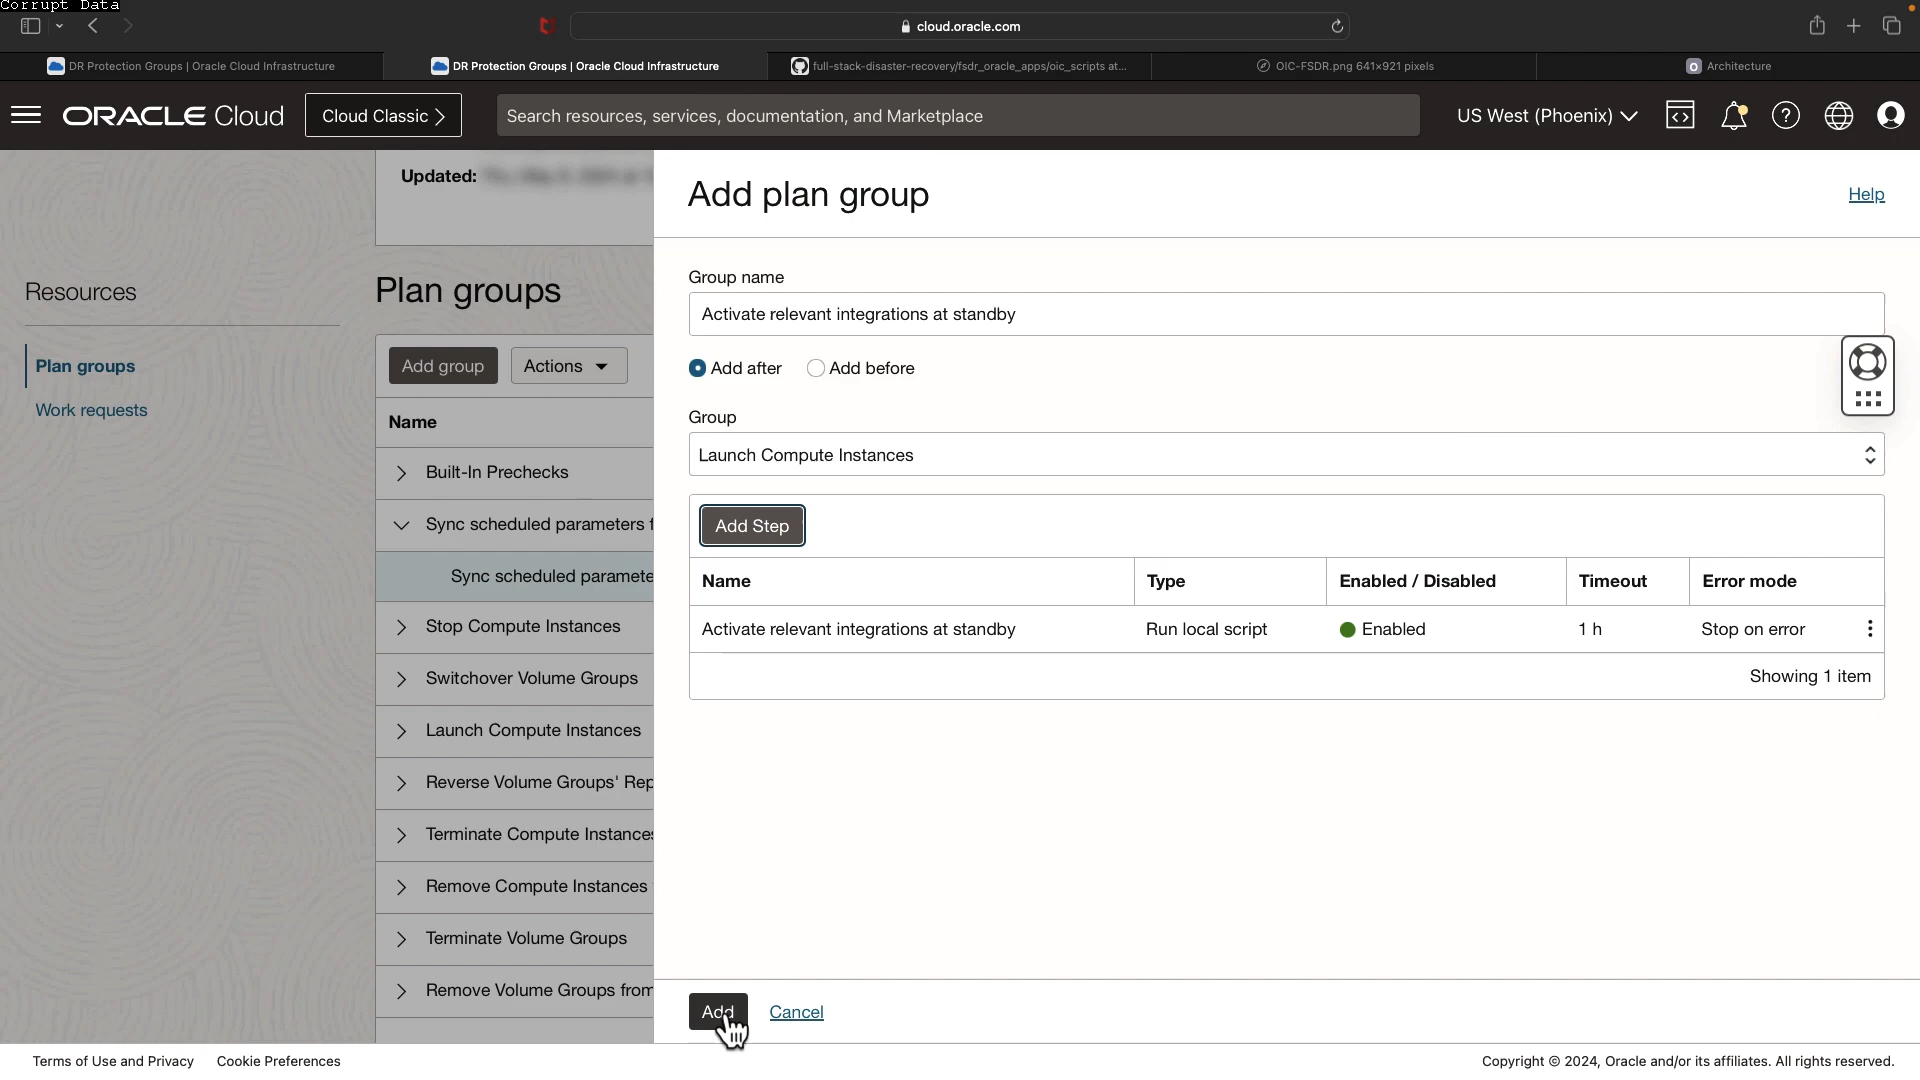 Corrupt Data
cloud.oracle.com
DR Protection Groups | Oracle Cloud Infrastructure
DR Protection Groups | Oracle Cloud Infrastructure
full-stack-disaster-recovery/fsdr_oracle_apps/oic_scripts at...
OIC-FSDR.png 641×921 pixels
O Architecture
ORACLE Cloud
Cloud Classic
Search resources, services, documentation, and Marketplace
US West (Phoenix)
Updated:
Resources
Plan groups
Work requests
Plan groups
Add group
Actions
Name
Built-In Prechecks
Sync scheduled parameters f
Sync scheduled paramete
Stop Compute Instances
Switchover Volume Groups
Launch Compute Instances
Reverse Volume Groups' Rep
Terminate Compute Instances
Remove Compute Instances
Terminate Volume Groups
Remove Volume Groups from
Add plan group
Help
Group name
Activate relevant integrations at standby
Add after
Add before
Group
Launch Compute Instances
Add Step
Name Type Enabled / Disabled Timeout Error mode
Activate relevant integrations at standby Run local script Enabled 1 h Stop on error
Showing 1 item
Add
Cancel
Terms of Use and Privacy
Cookie Preferences
Copyright © 2024, Oracle and/or its affiliates. All rights reserved.